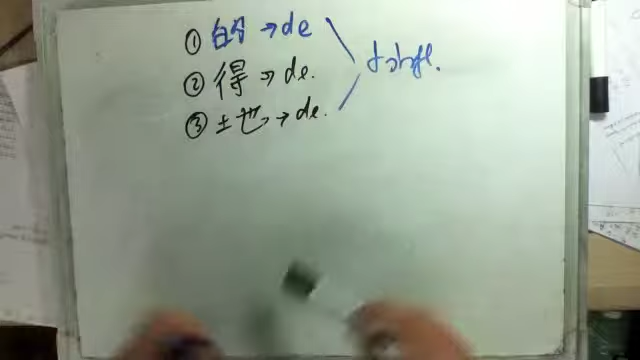 ① 的 → de
② 得 → de.
③ 地 → de.